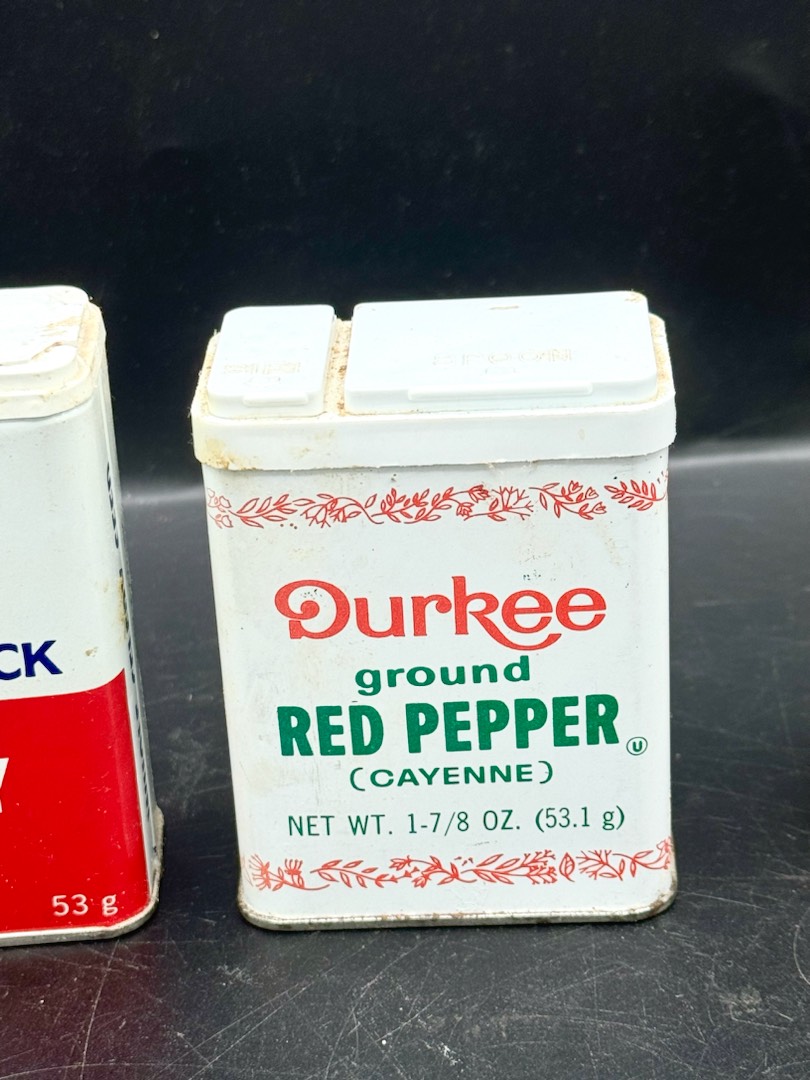 CK
53 g
Durkee
ground
RED PEPPER
U
(CAYENNE)
NET WT. 1-7/8 OZ. (53.1 g)